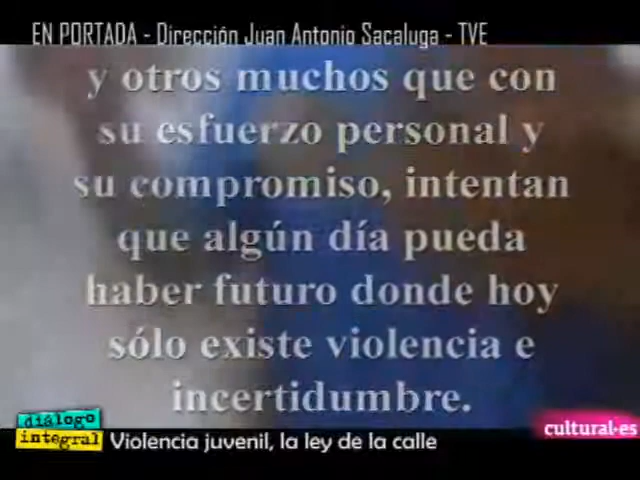 EN PORTADA - Dirección Juan Antonio Sacaluga - TVE
y otros muchos que con
su esfuerzo personal y
su compromiso, intentan
que algún día pueda
haber futuro donde hoy
sólo existe violencia e
incertidumbre.
diálogo
integral
Violencia juvenil, la ley de la calle
cultural·es